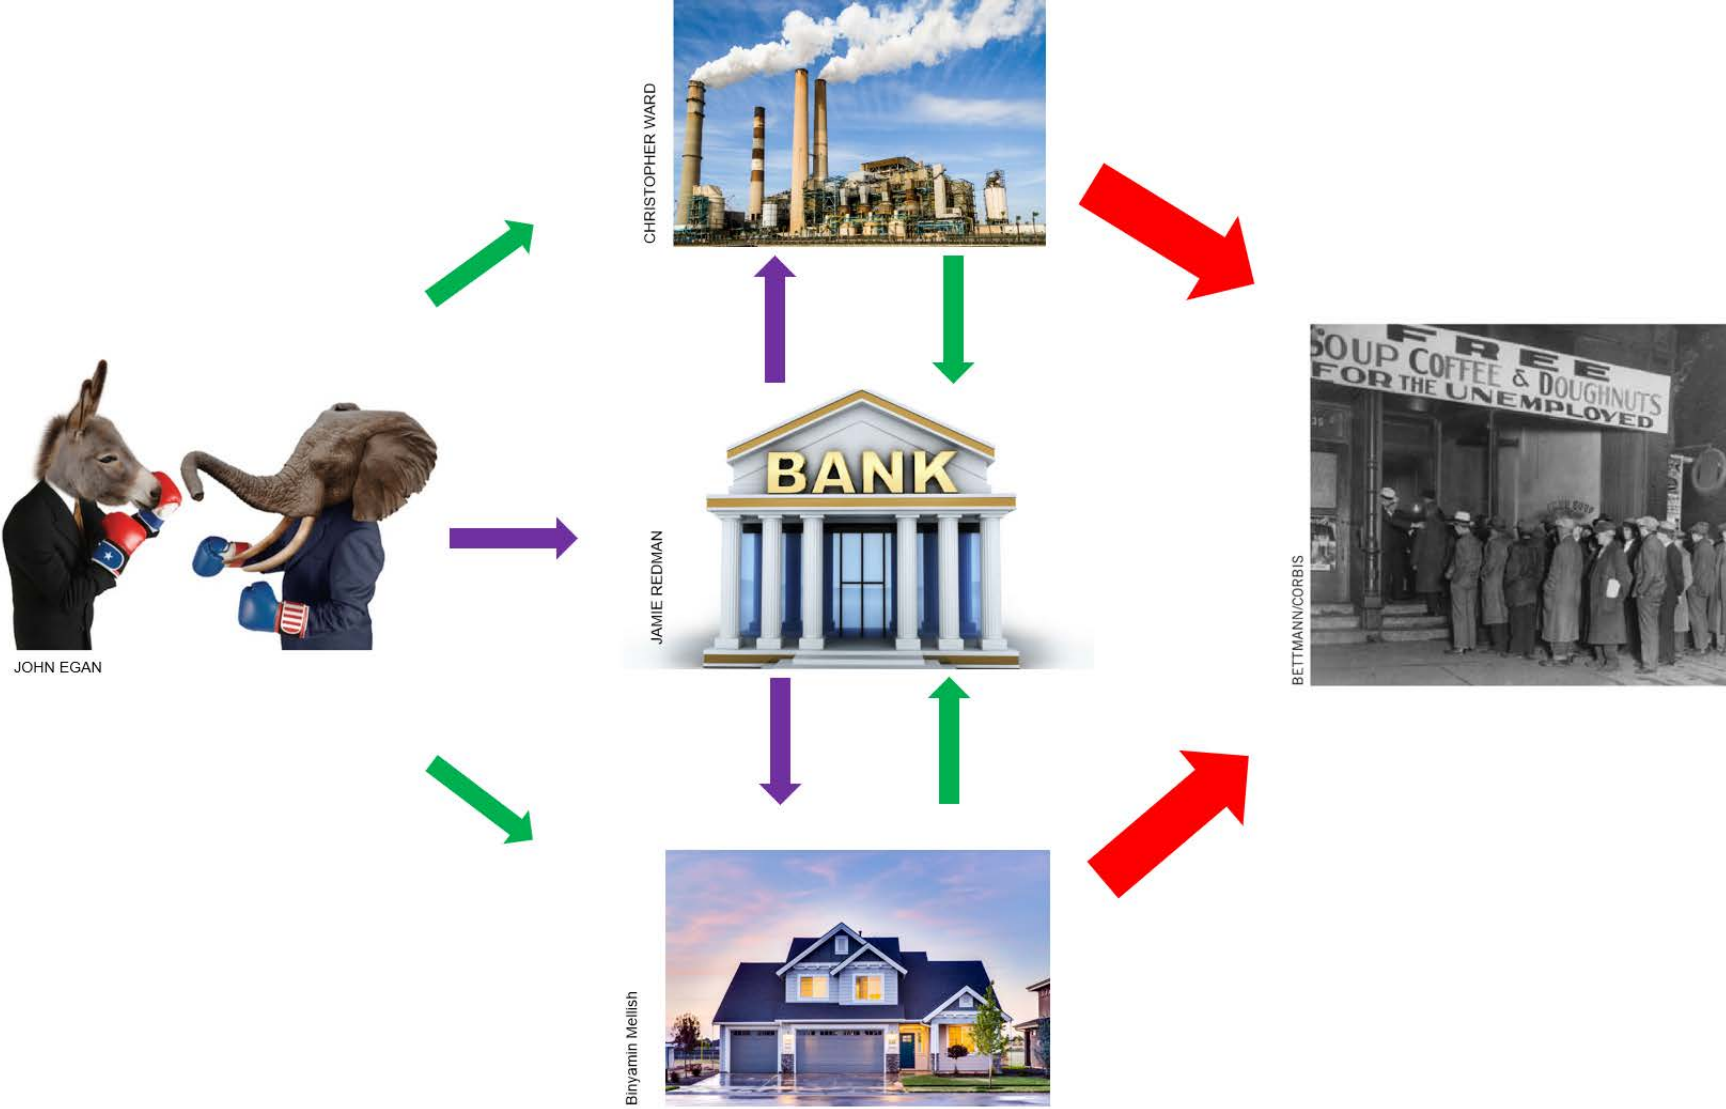 CHRISTOPHER WARD
FREE
SOUP COFFEE & DOUGHNUTS
FOR THE UNEMPLOYED
BANK
JAMIE REDMAN
BETTMANN/CORBIS
JOHN EGAN
Binyamin Mellish